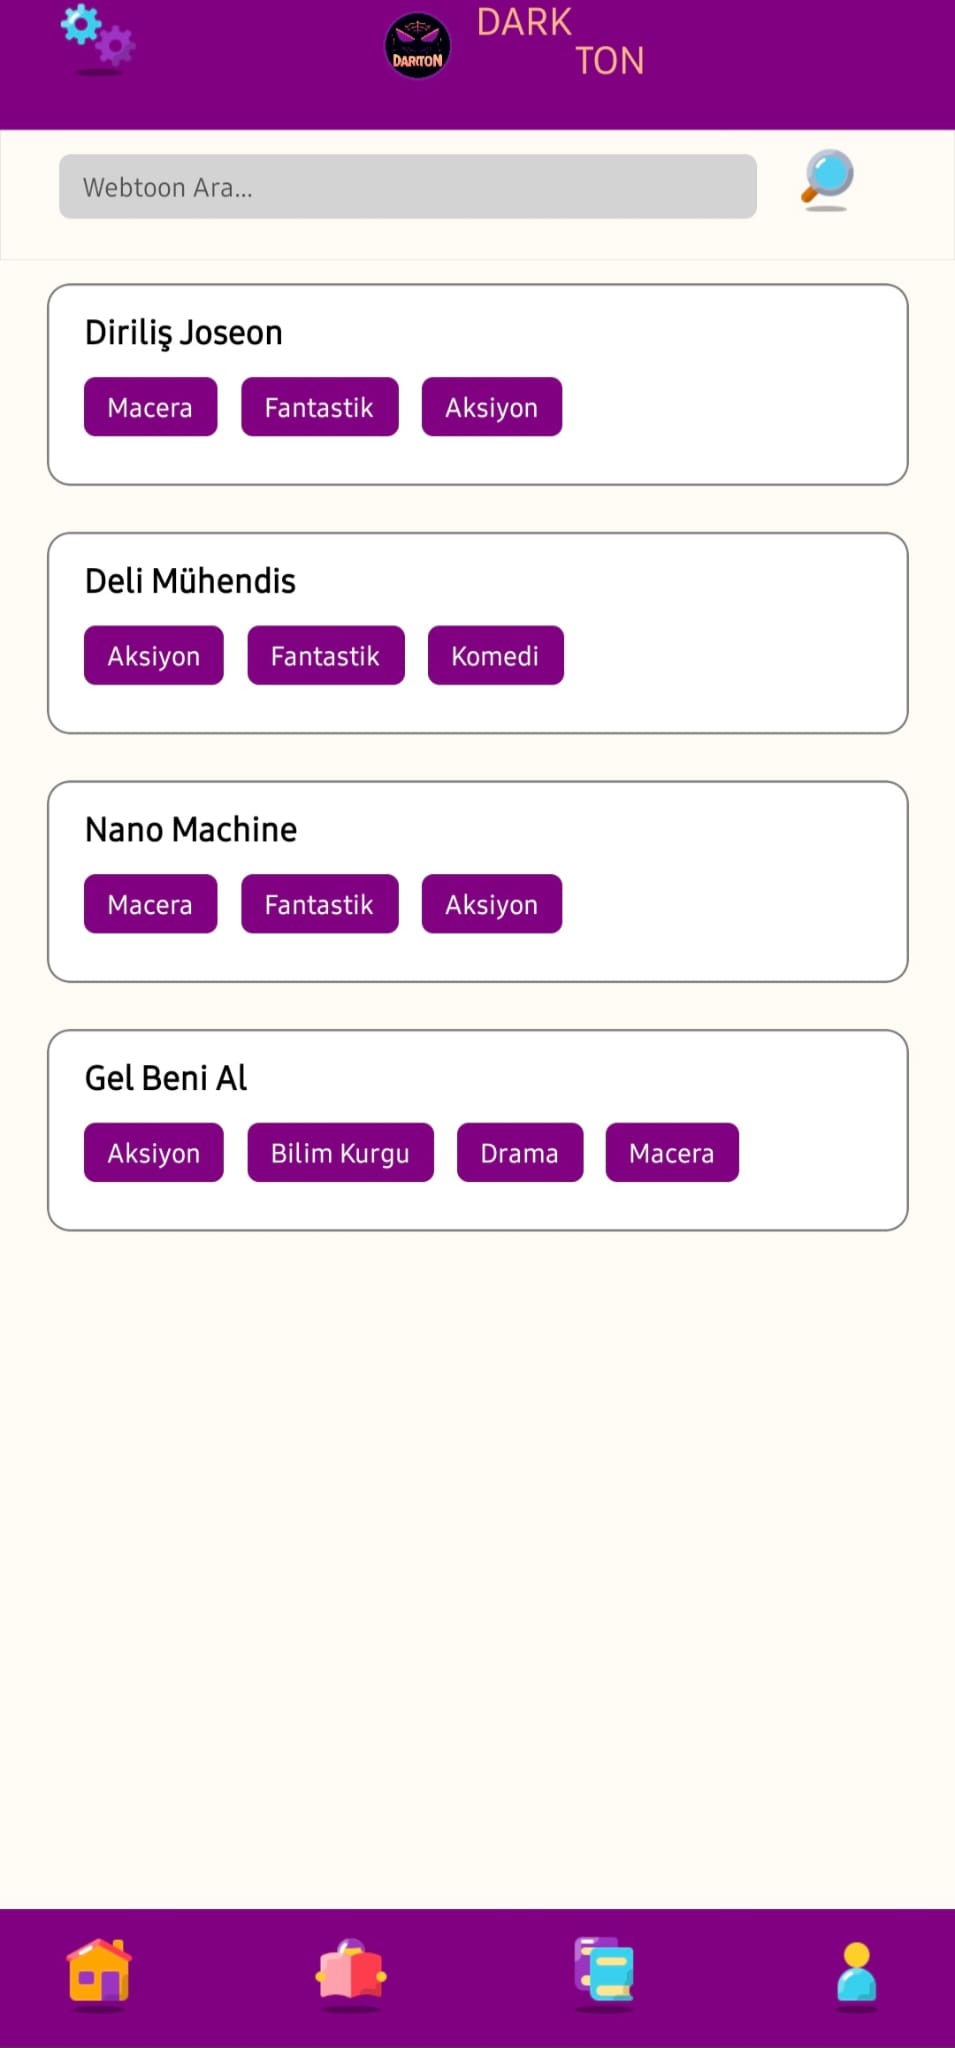 DARK
TON
DARKTON
Webtoon Ara...
Diriliş Joseon
Macera Fantastik Aksiyon
Deli Mühendis
Aksiyon Fantastik Komedi
Nano Machine
Macera Fantastik Aksiyon
Gel Beni Al
Aksiyon Bilim Kurgu Drama Macera